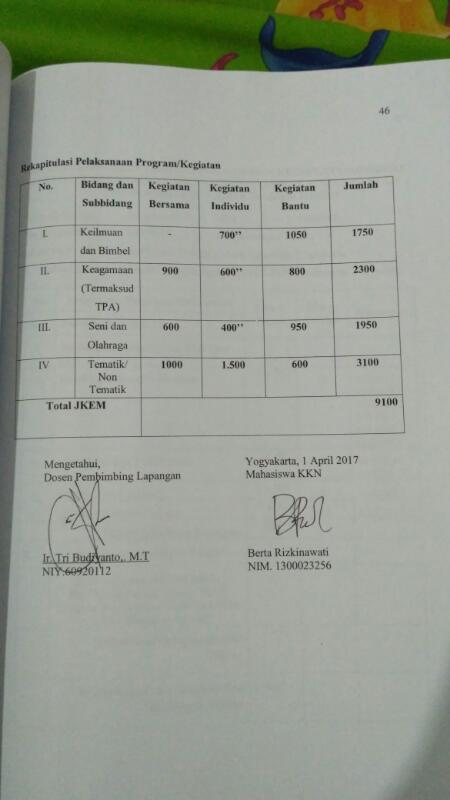 46
Rekapitulasi Pelaksanaan Program/Kegiatan
No. Bidang dan Subbidang Kegiatan Bersama Kegiatan Individu Kegiatan Bantu Jumlah
I. Keilmuan dan Bimbel - 700" 1050 1750
II. Keagamaan (Termaksud TPA) 900 600" 800 2300
III. Seni dan Olahraga 600 400" 950 1950
IV Tematik/ Non Tematik 1000 1.500 600 3100
Total JKEM 9100
Mengetahui,
Dosen Pembimbing Lapangan
Ir. Tri Budiyanto,. M.T
NIY.60920112
Yogyakarta, 1 April 2017
Mahasiswa KKN
Berta Rizkinawati
NIM. 1300023256